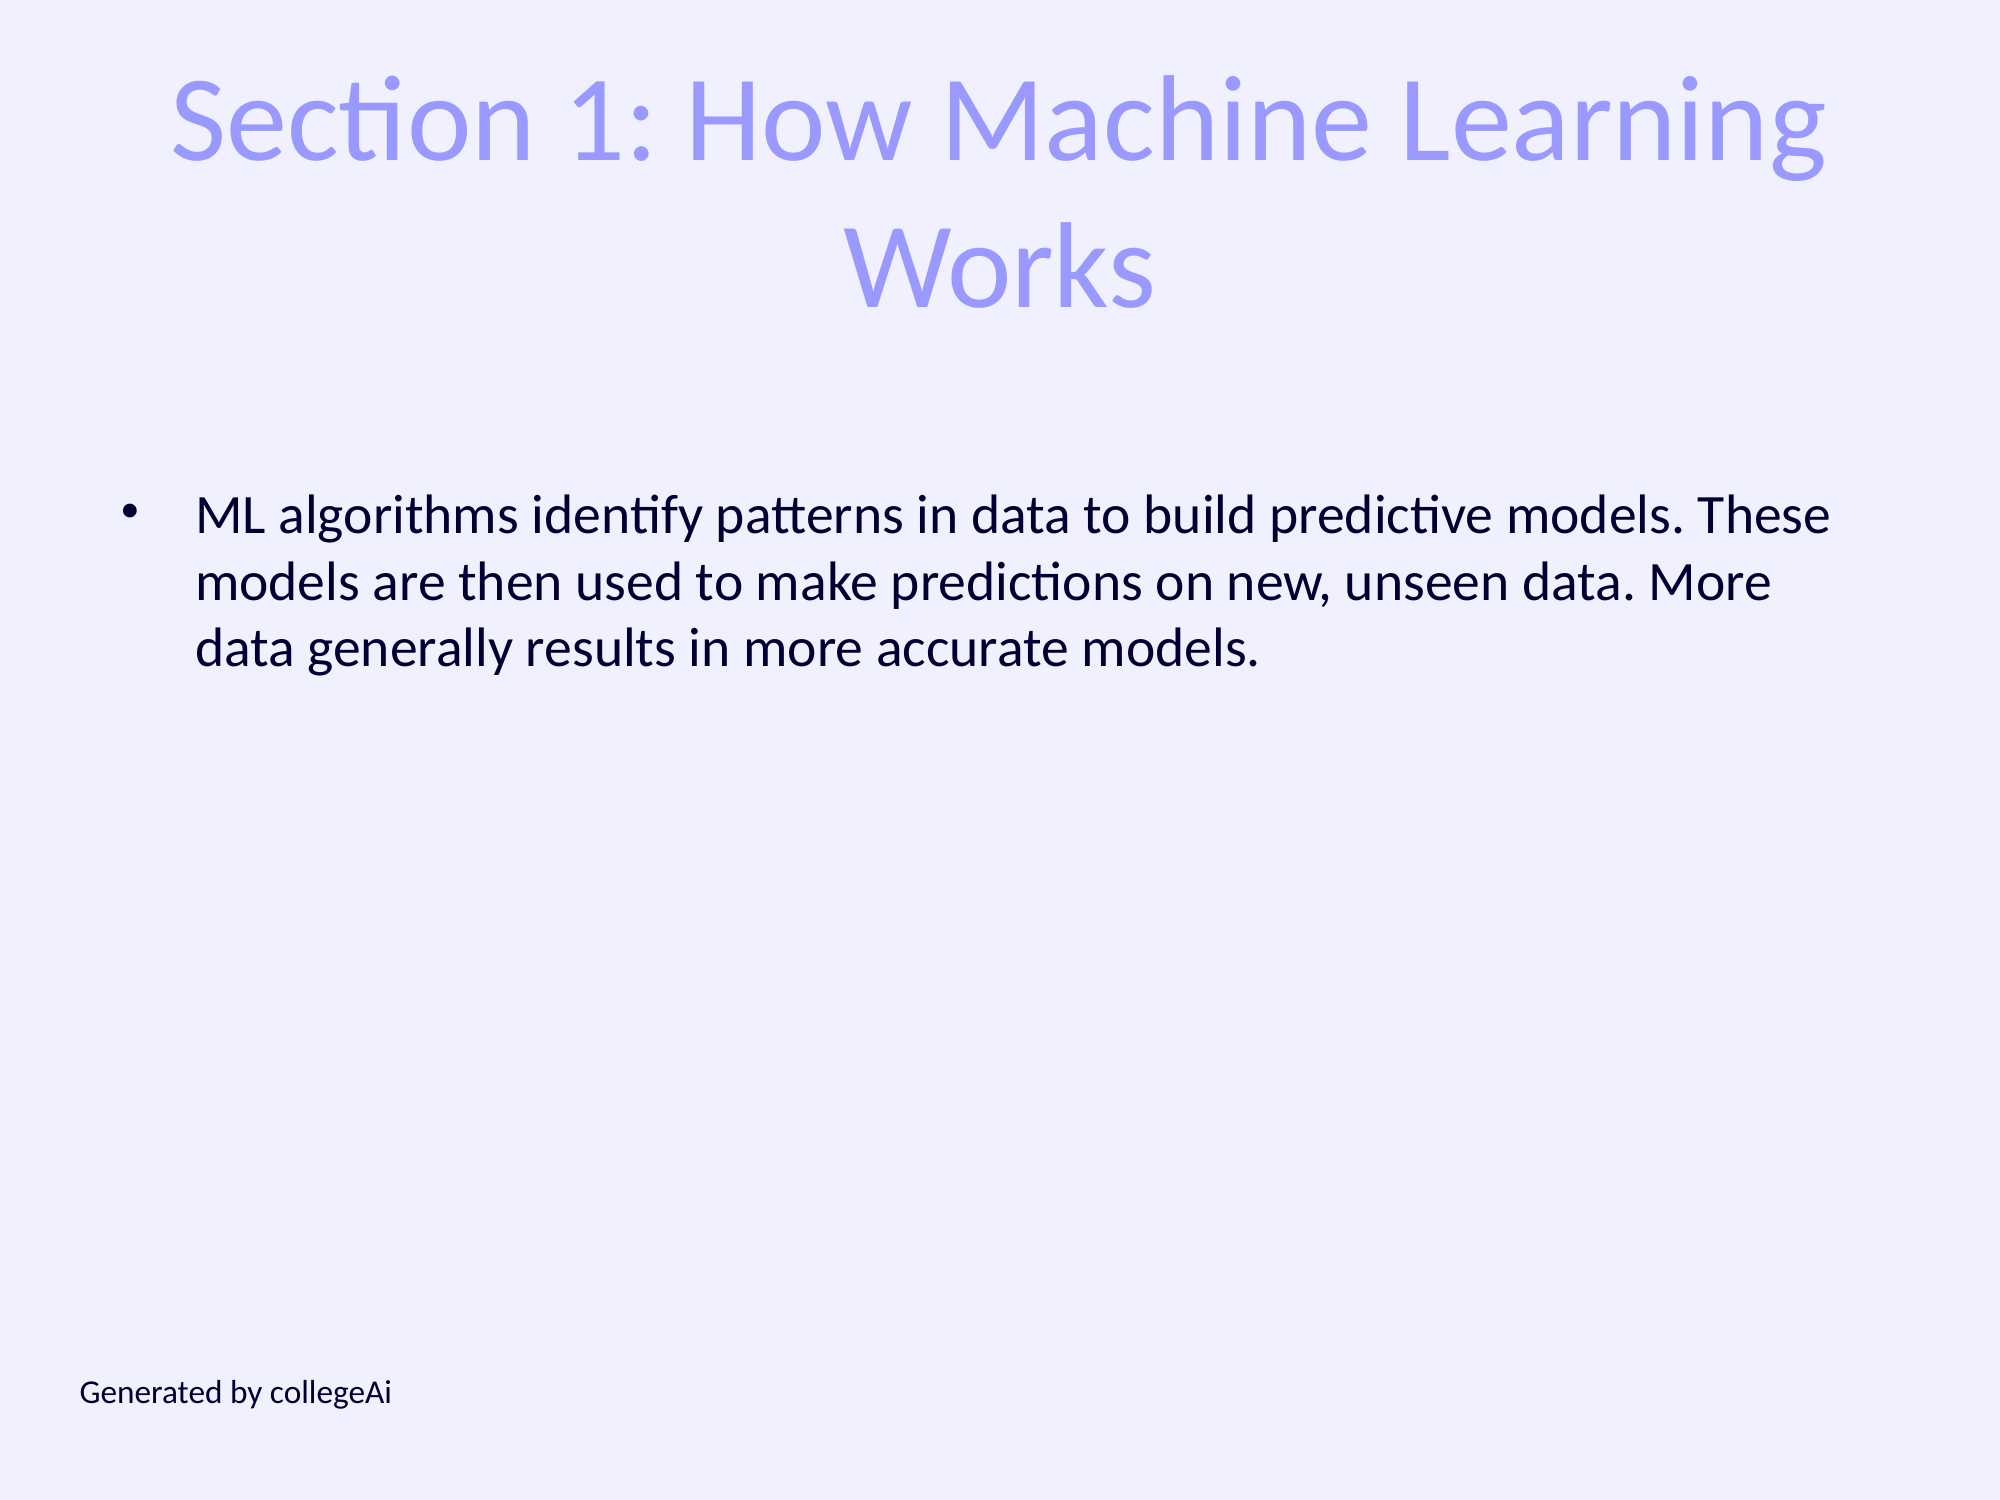 Section 1: How Machine Learning
Works
• ML algorithms identify patterns in data to build predictive models. These
models are then used to make predictions on new, unseen data. More
data generally results in more accurate models.
Generated by collegeAi